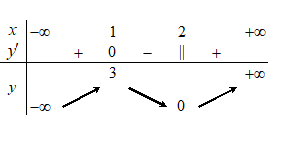 x −∞ 1 2 +∞
y' + 0 − || +
3 +∞
y
−∞ 0